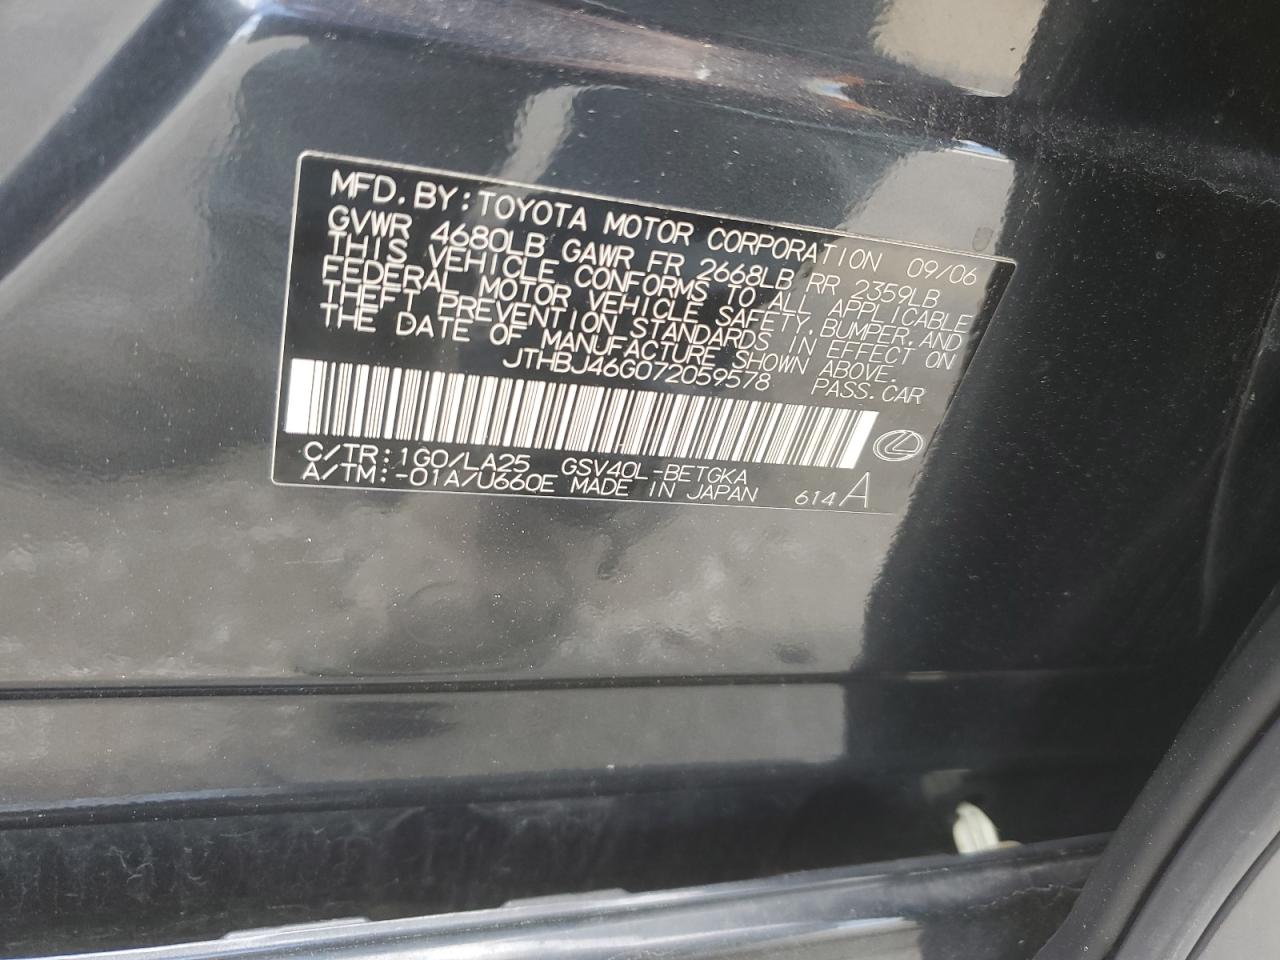 MFD. BY: TOYOTA MOTOR CORPORATION 09/06
GVWR 4680LB GAWR FR 2668LB RR 2359LB
THIS VEHICLE CONFORMS TO ALL APPLICABLE
FEDERAL MOTOR VEHICLE SAFETY, BUMPER, AND
THEFT PREVENTION STANDARDS IN EFFECT ON
THE DATE OF MANUFACTURE SHOWN ABOVE.
JTHBJ46G072059578 PASS. CAR
C/TR: 1G0/LA25 GSV40L-BETGKA
A/TM: -01A/U660E MADE IN JAPAN 614 A